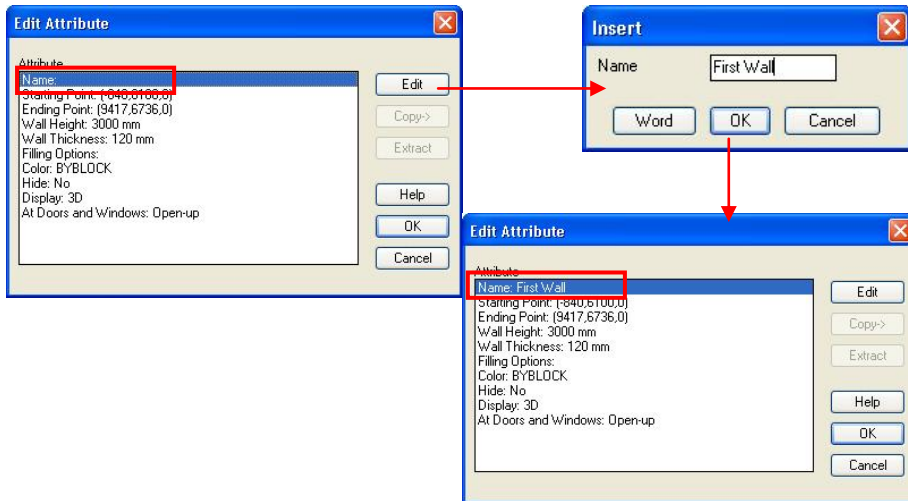 Edit Attribute
Attribute
Name:
Starting Point: (-840,6100,0)
Ending Point: (9417,6736,0)
Wall Height: 3000 mm
Wall Thickness: 120 mm
Filling Options:
Color: BYBLOCK
Hide: No
Display: 3D
At Doors and Windows: Open-up
Edit
Copy->
Extract
Help
OK
Cancel
Insert
Name
First Wall
Word
OK
Cancel
Edit Attribute
Attribute
Name: First Wall
Starting Point: (-840,6100,0)
Ending Point: (9417,6736,0)
Wall Height: 3000 mm
Wall Thickness: 120 mm
Filling Options:
Color: BYBLOCK
Hide: No
Display: 3D
At Doors and Windows: Open-up
Edit
Copy->
Extract
Help
OK
Cancel